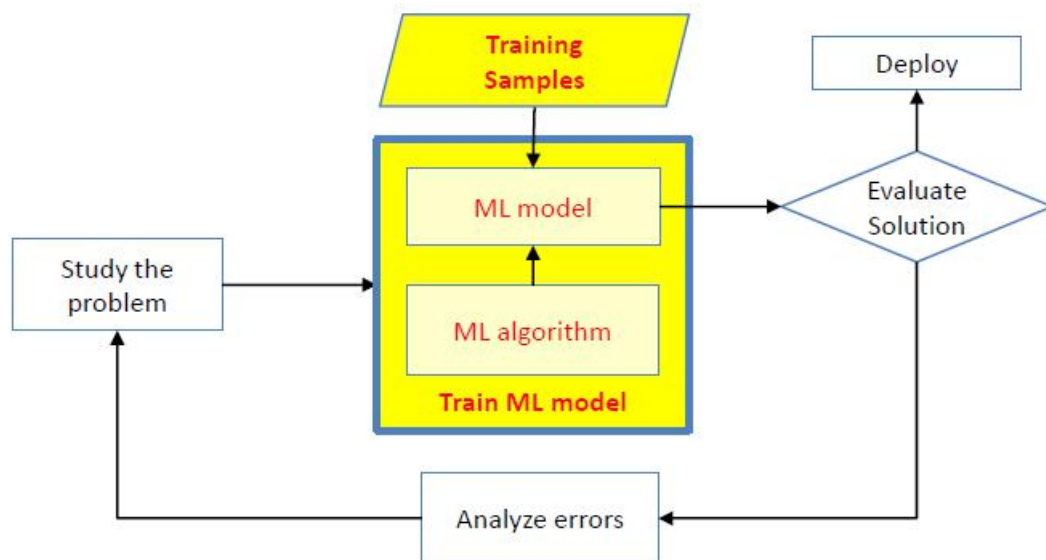 Training
Samples
Deploy
ML model
Evaluate
Solution
Study the
problem
ML algorithm
Train ML model
Analyze errors